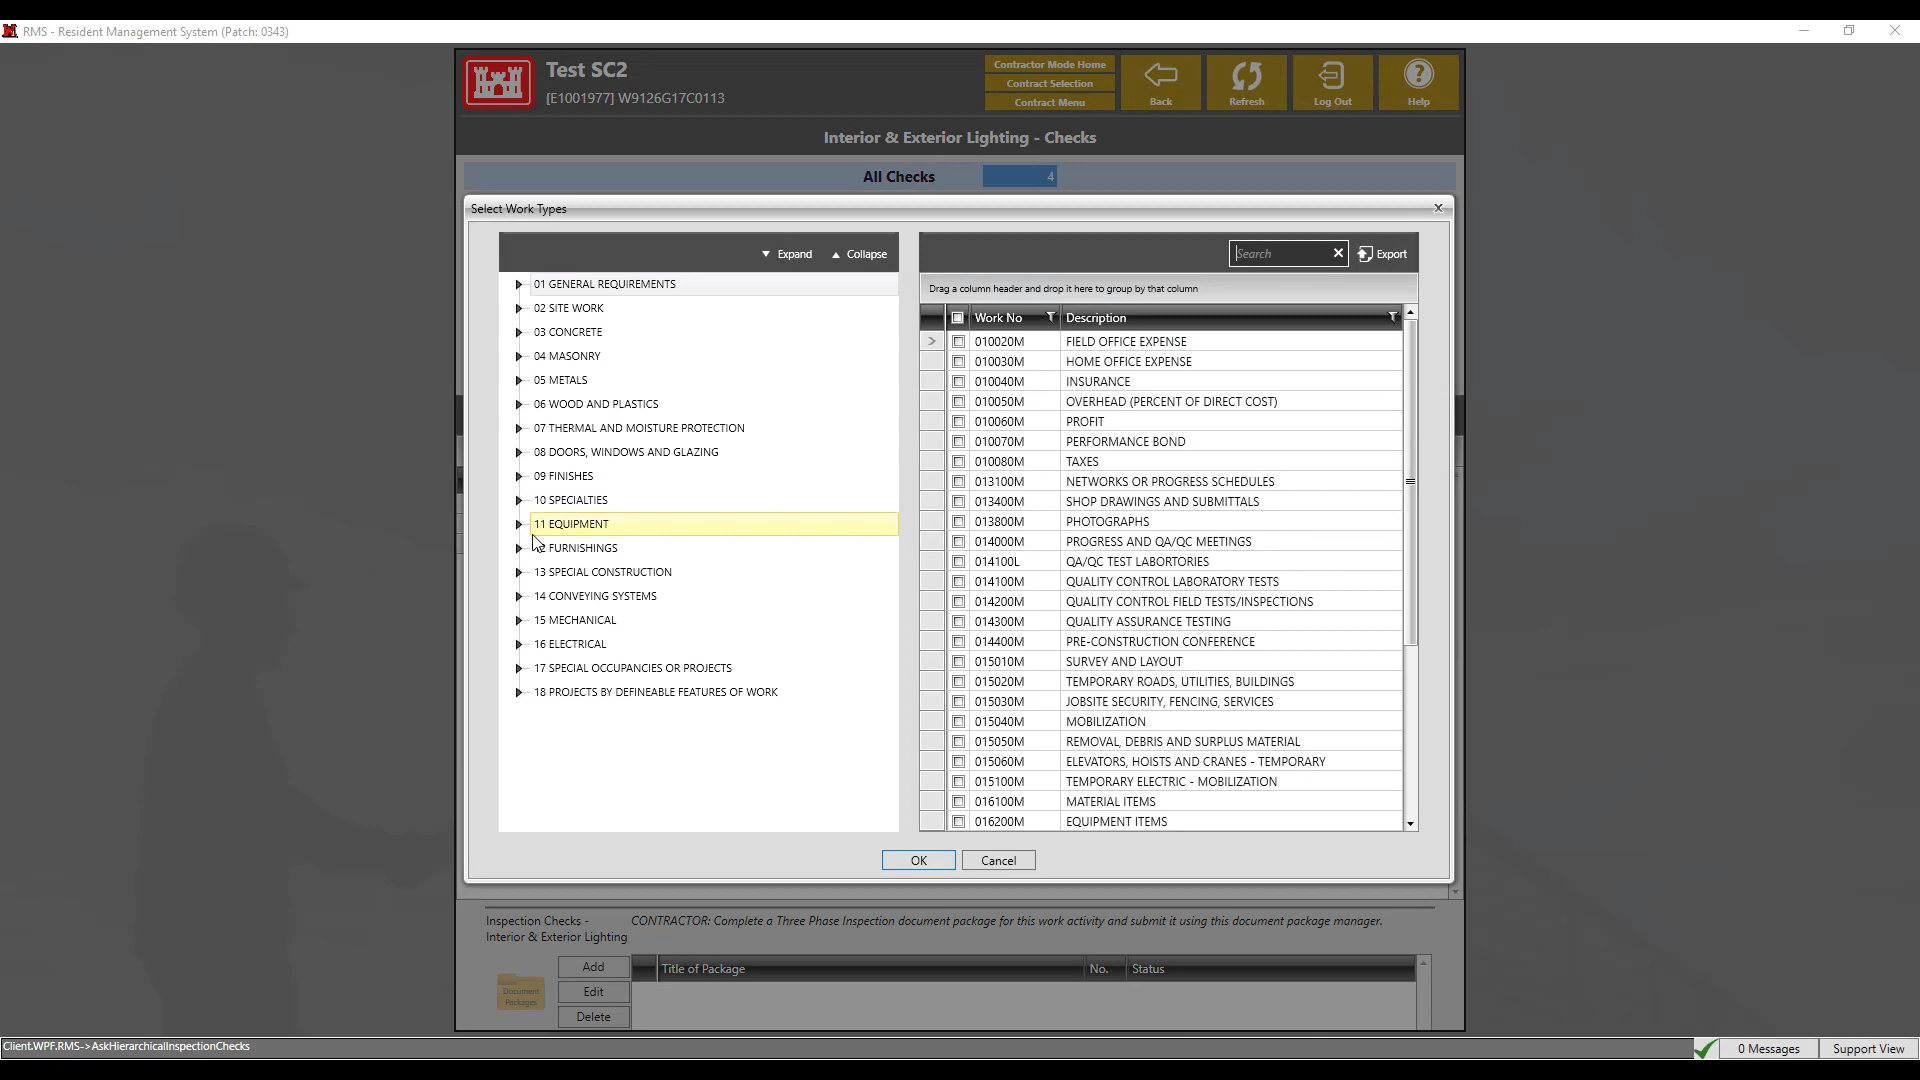 RMS - Resident Management System (Patch: 0343)
Test SC2
[E1001977] W9126G17C0113
Contractor Mode Home
Contract Selection
Contract Menu
Back
Refresh
Log Out
Help
Interior & Exterior Lighting - Checks
All Checks 4
Select Work Types
Expand Collapse
01 GENERAL REQUIREMENTS
02 SITE WORK
03 CONCRETE
04 MASONRY
05 METALS
06 WOOD AND PLASTICS
07 THERMAL AND MOISTURE PROTECTION
08 DOORS, WINDOWS AND GLAZING
09 FINISHES
10 SPECIALTIES
11 EQUIPMENT
2 FURNISHINGS
13 SPECIAL CONSTRUCTION
14 CONVEYING SYSTEMS
15 MECHANICAL
16 ELECTRICAL
17 SPECIAL OCCUPANCIES OR PROJECTS
18 PROJECTS BY DEFINEABLE FEATURES OF WORK
Search Export
Drag a column header and drop it here to group by that column
Work No Description
010020M FIELD OFFICE EXPENSE
010030M HOME OFFICE EXPENSE
010040M INSURANCE
010050M OVERHEAD (PERCENT OF DIRECT COST)
010060M PROFIT
010070M PERFORMANCE BOND
010080M TAXES
013100M NETWORKS OR PROGRESS SCHEDULES
013400M SHOP DRAWINGS AND SUBMITTALS
013800M PHOTOGRAPHS
014000M PROGRESS AND QA/QC MEETINGS
014100L QA/QC TEST LABORTORIES
014100M QUALITY CONTROL LABORATORY TESTS
014200M QUALITY CONTROL FIELD TESTS/INSPECTIONS
014300M QUALITY ASSURANCE TESTING
014400M PRE-CONSTRUCTION CONFERENCE
015010M SURVEY AND LAYOUT
015020M TEMPORARY ROADS, UTILITIES, BUILDINGS
015030M JOBSITE SECURITY, FENCING, SERVICES
015040M MOBILIZATION
015050M REMOVAL, DEBRIS AND SURPLUS MATERIAL
015060M ELEVATORS, HOISTS AND CRANES - TEMPORARY
015100M TEMPORARY ELECTRIC - MOBILIZATION
016100M MATERIAL ITEMS
016200M EQUIPMENT ITEMS
OK Cancel
Inspection Checks -
Interior & Exterior Lighting
CONTRACTOR: Complete a Three Phase Inspection document package for this work activity and submit it using this document package manager.
Document
Packages
Add
Edit
Delete
Title of Package No. Status
Client.WPF.RMS->AskHierarchicalInspectionChecks
0 Messages Support View